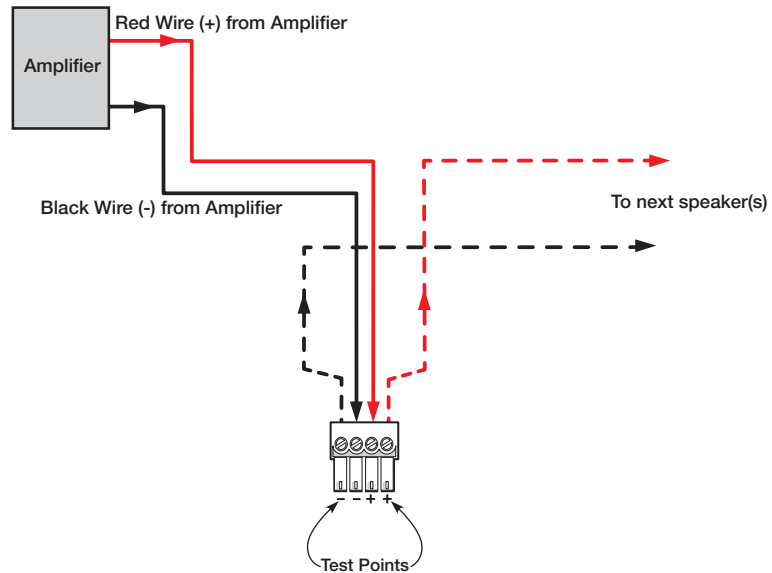 Red Wire (+) from Amplifier
Amplifier
Black Wire (-) from Amplifier
To next speaker(s)
− − + +
Test Points